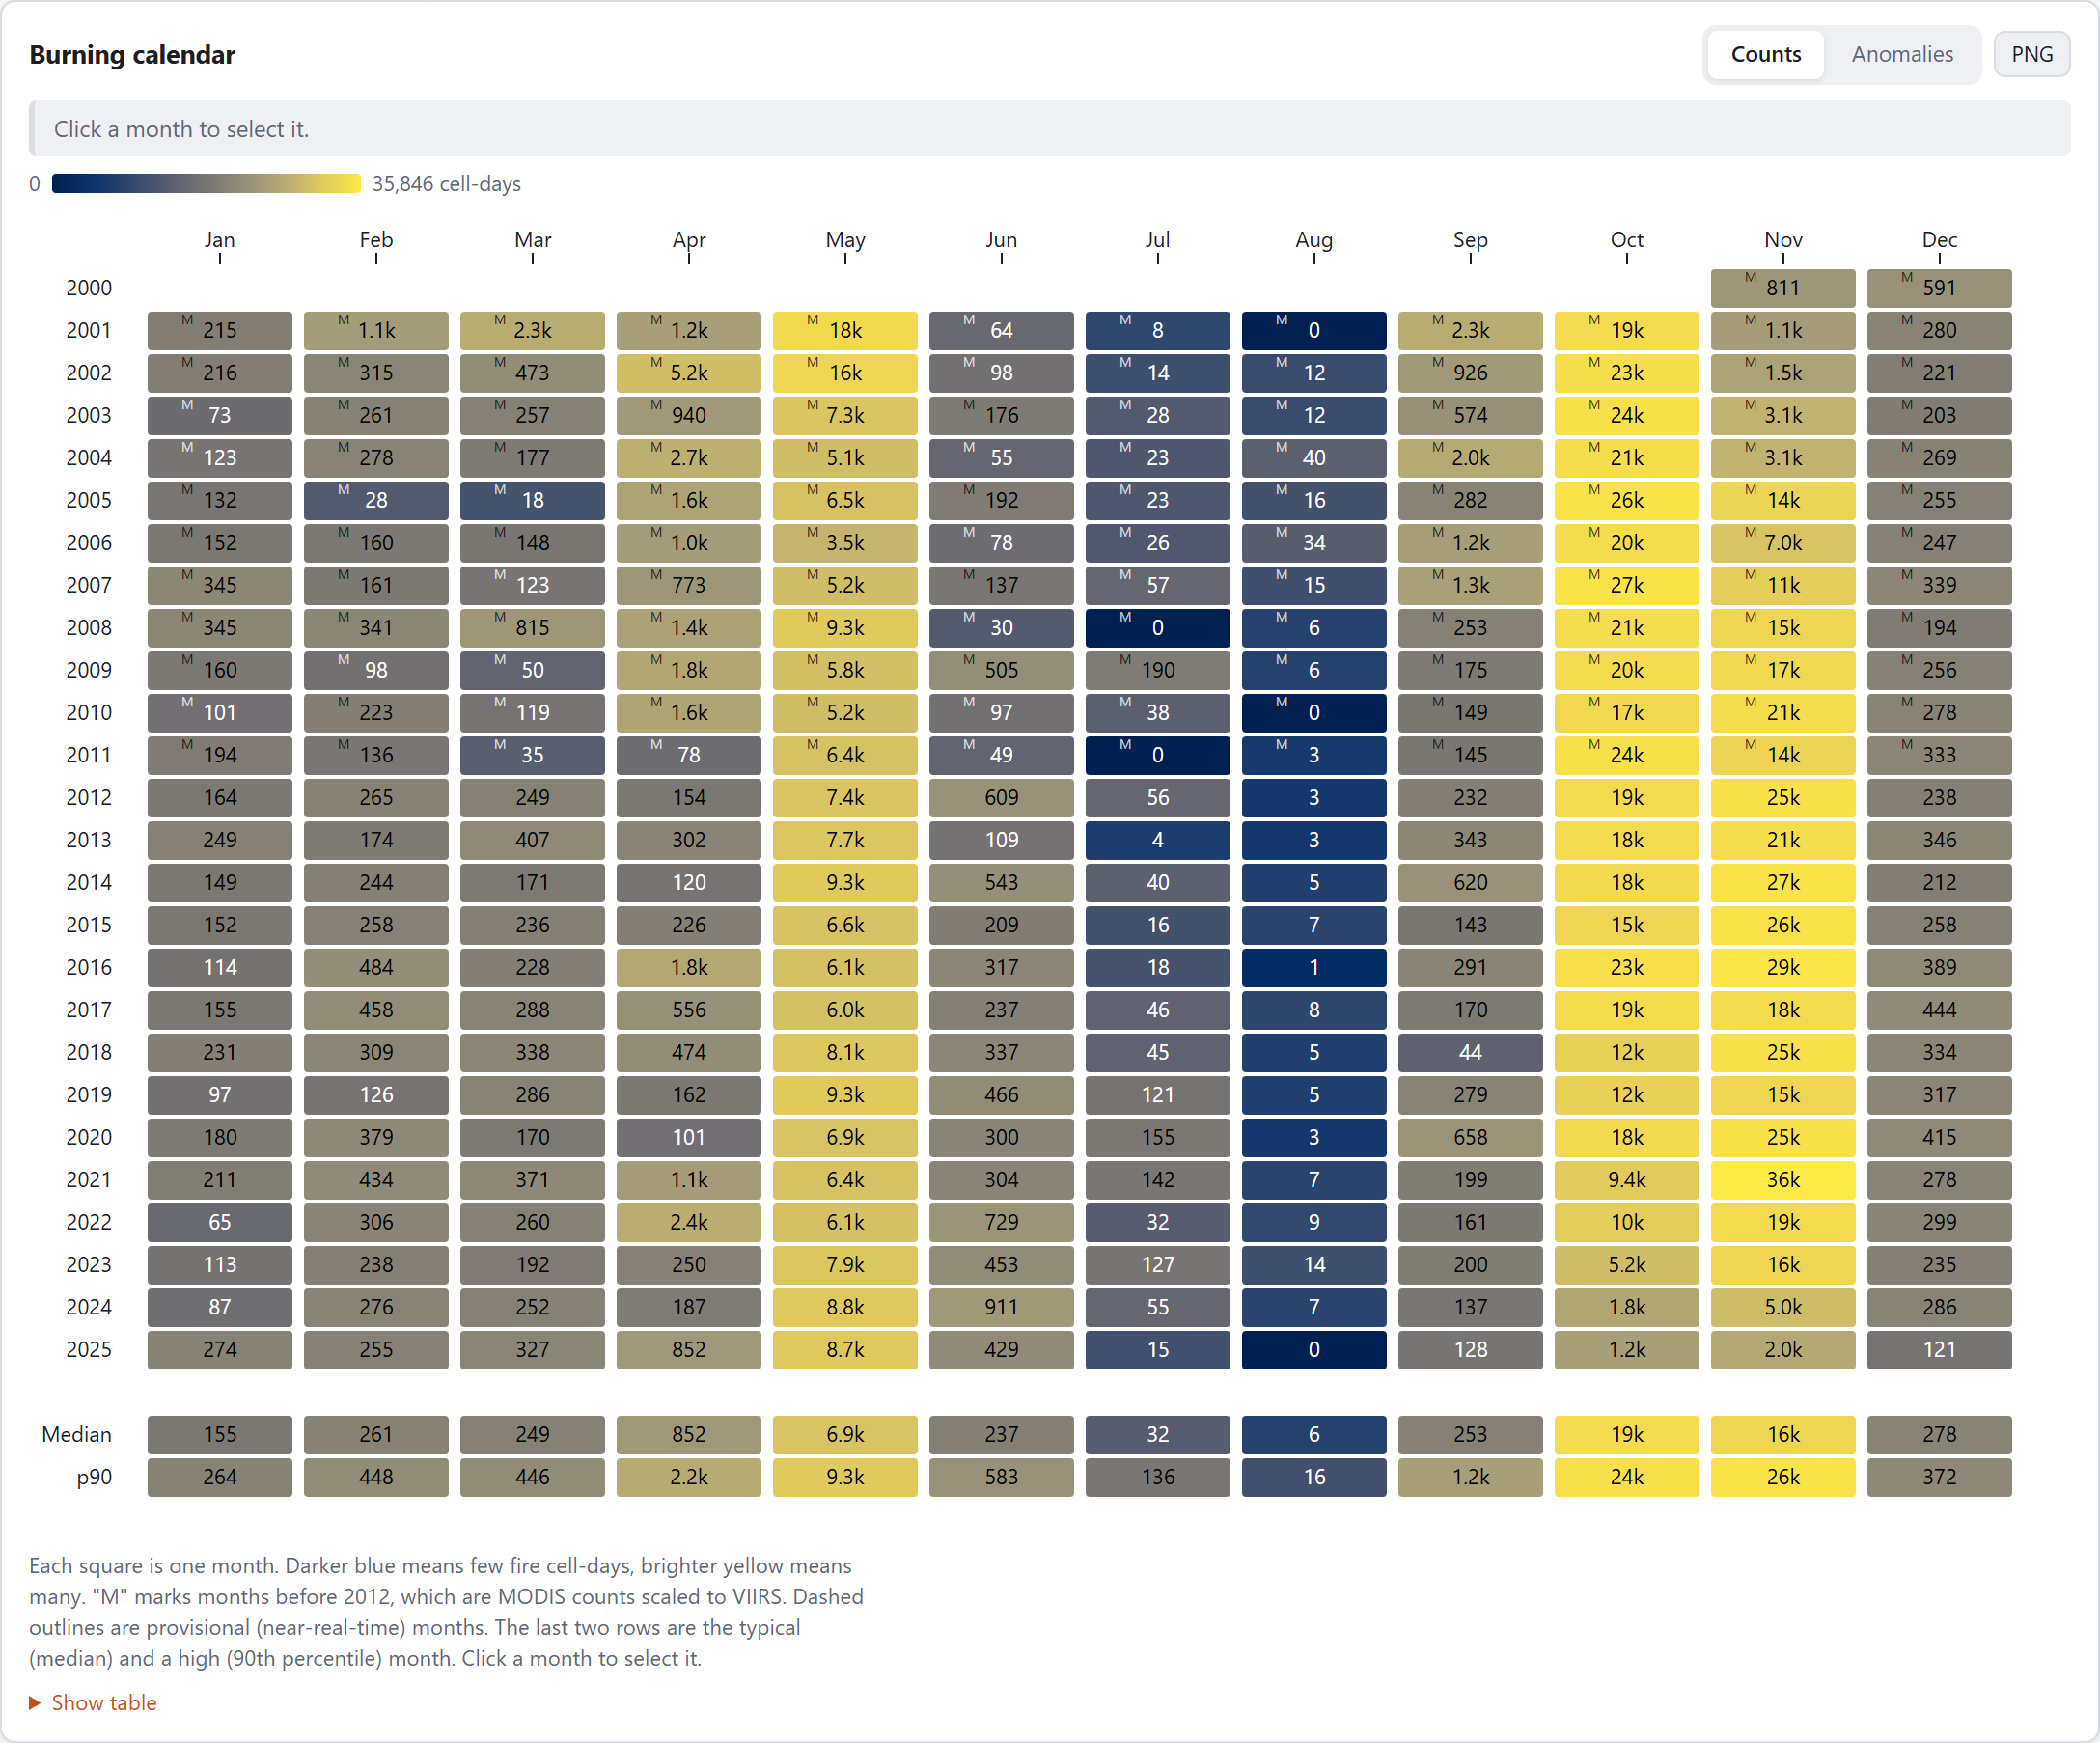 Burning calendar
Counts Anomalies PNG
Click a month to select it.
0 35,846 cell-days
Jan Feb Mar Apr May Jun Jul Aug Sep Oct Nov Dec
2000 M 811 M 591
2001 M 215 M 1.1k M 2.3k M 1.2k M 18k M 64 M 8 M 0 M 2.3k M 19k M 1.1k M 280
2002 M 216 M 315 M 473 M 5.2k M 16k M 98 M 14 M 12 M 926 M 23k M 1.5k M 221
2003 M 73 M 261 M 257 M 940 M 7.3k M 176 M 28 M 12 M 574 M 24k M 3.1k M 203
2004 M 123 M 278 M 177 M 2.7k M 5.1k M 55 M 23 M 40 M 2.0k M 21k M 3.1k M 269
2005 M 132 M 28 M 18 M 1.6k M 6.5k M 192 M 23 M 16 M 282 M 26k M 14k M 255
2006 M 152 M 160 M 148 M 1.0k M 3.5k M 78 M 26 M 34 M 1.2k M 20k M 7.0k M 247
2007 M 345 M 161 M 123 M 773 M 5.2k M 137 M 57 M 15 M 1.3k M 27k M 11k M 339
2008 M 345 M 341 M 815 M 1.4k M 9.3k M 30 M 0 M 6 M 253 M 21k M 15k M 194
2009 M 160 M 98 M 50 M 1.8k M 5.8k M 505 M 190 M 6 M 175 M 20k M 17k M 256
2010 M 101 M 223 M 119 M 1.6k M 5.2k M 97 M 38 M 0 M 149 M 17k M 21k M 278
2011 M 194 M 136 M 35 M 78 M 6.4k M 49 M 0 M 3 M 145 M 24k M 14k M 333
2012 164 265 249 154 7.4k 609 56 3 232 19k 25k 238
2013 249 174 407 302 7.7k 109 4 3 343 18k 21k 346
2014 149 244 171 120 9.3k 543 40 5 620 18k 27k 212
2015 152 258 236 226 6.6k 209 16 7 143 15k 26k 258
2016 114 484 228 1.8k 6.1k 317 18 1 291 23k 29k 389
2017 155 458 288 556 6.0k 237 46 8 170 19k 18k 444
2018 231 309 338 474 8.1k 337 45 5 44 12k 25k 334
2019 97 126 286 162 9.3k 466 121 5 279 12k 15k 317
2020 180 379 170 101 6.9k 300 155 3 658 18k 25k 415
2021 211 434 371 1.1k 6.4k 304 142 7 199 9.4k 36k 278
2022 65 306 260 2.4k 6.1k 729 32 9 161 10k 19k 299
2023 113 238 192 250 7.9k 453 127 14 200 5.2k 16k 235
2024 87 276 252 187 8.8k 911 55 7 137 1.8k 5.0k 286
2025 274 255 327 852 8.7k 429 15 0 128 1.2k 2.0k 121
Median 155 261 249 852 6.9k 237 32 6 253 19k 16k 278
p90 264 448 446 2.2k 9.3k 583 136 16 1.2k 24k 26k 372
Each square is one month. Darker blue means few fire cell-days, brighter yellow means
many. "M" marks months before 2012, which are MODIS counts scaled to VIIRS. Dashed
outlines are provisional (near-real-time) months. The last two rows are the typical
(median) and a high (90th percentile) month. Click a month to select it.
Show table